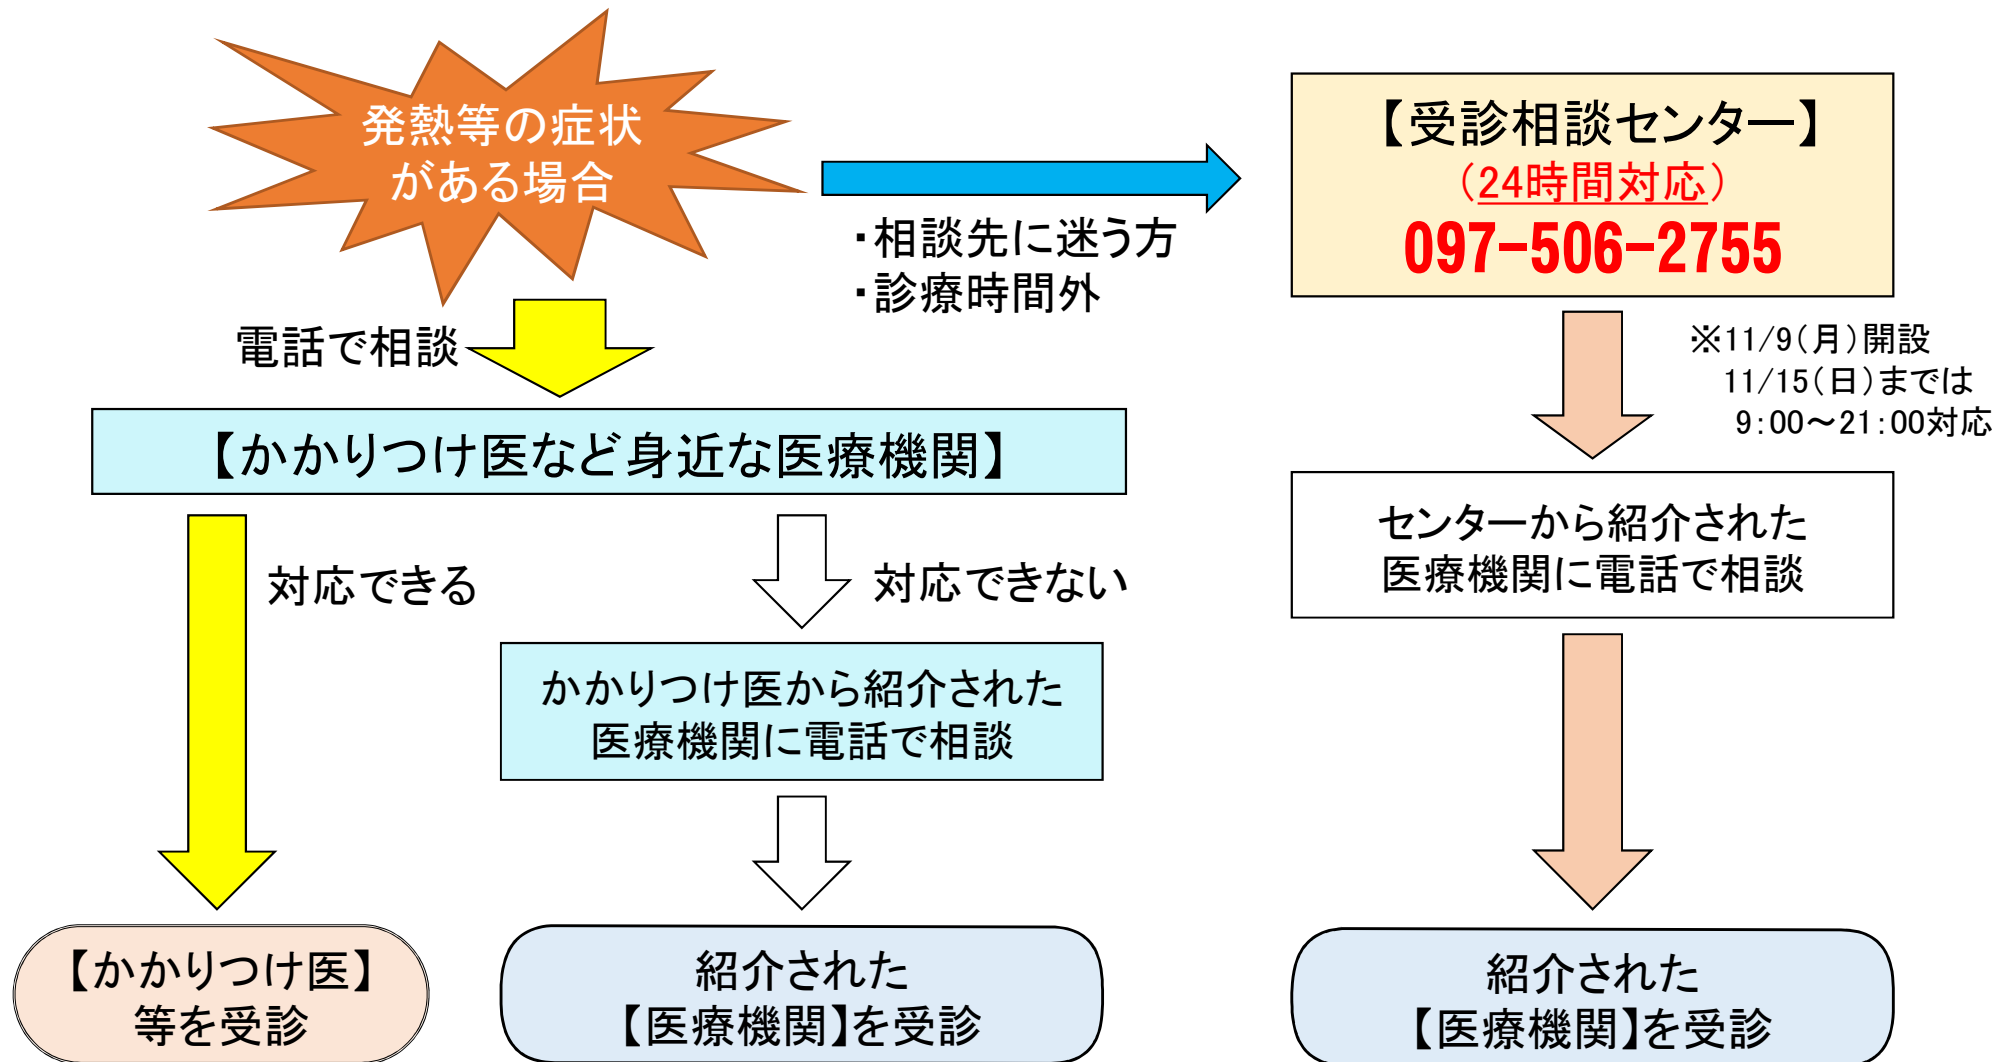 発熱等の症状
がある場合
・相談先に迷う方
・診療時間外
【受診相談センター】
（24時間対応）
097-506-2755
※11/9（月）開設
11/15（日）までは
9：00～21：00対応
電話で相談
【かかりつけ医など身近な医療機関】
対応できる
対応できない
センターから紹介された
医療機関に電話で相談
かかりつけ医から紹介された
医療機関に電話で相談
【かかりつけ医】
等を受診
紹介された
【医療機関】を受診
紹介された
【医療機関】を受診